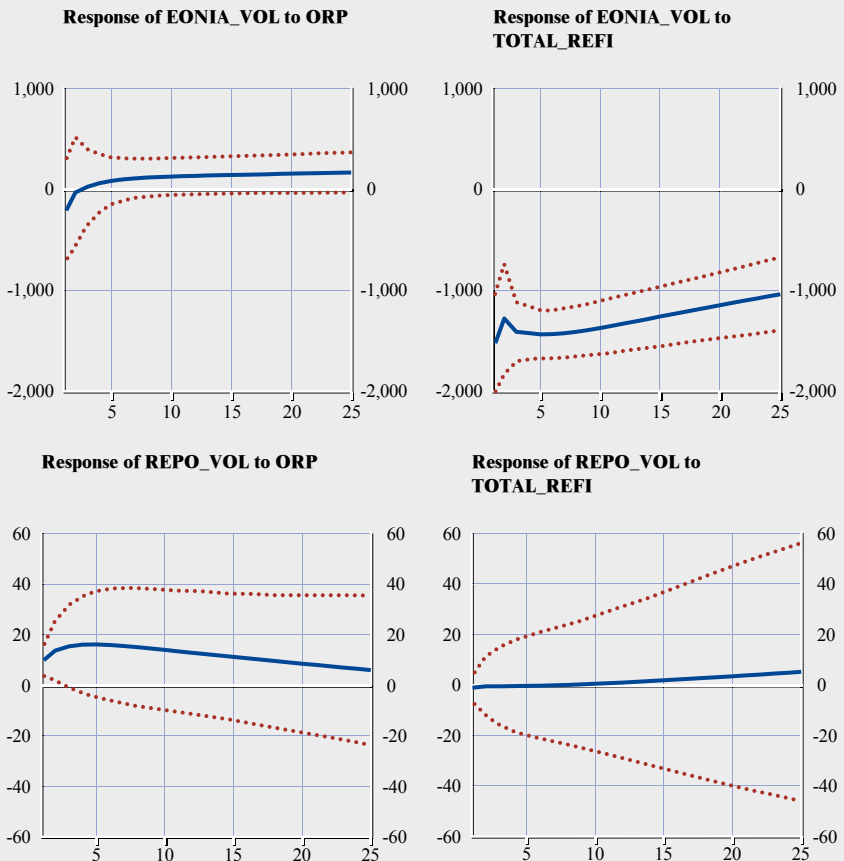 Response of EONIA_VOL to ORP
1,000 1,000
0 0
-1,000 -1,000
-2,000 -2,000
5 10 15 20 25
Response of EONIA_VOL to
TOTAL_REFI
1,000 1,000
0 0
-1,000 -1,000
-2,000 -2,000
5 10 15 20 25
Response of REPO_VOL to ORP
60 60
40 40
20 20
0 0
-20 -20
-40 -40
-60 -60
5 10 15 20 25
Response of REPO_VOL to
TOTAL_REFI
60 60
40 40
20 20
0 0
-20 -20
-40 -40
-60 -60
5 10 15 20 25